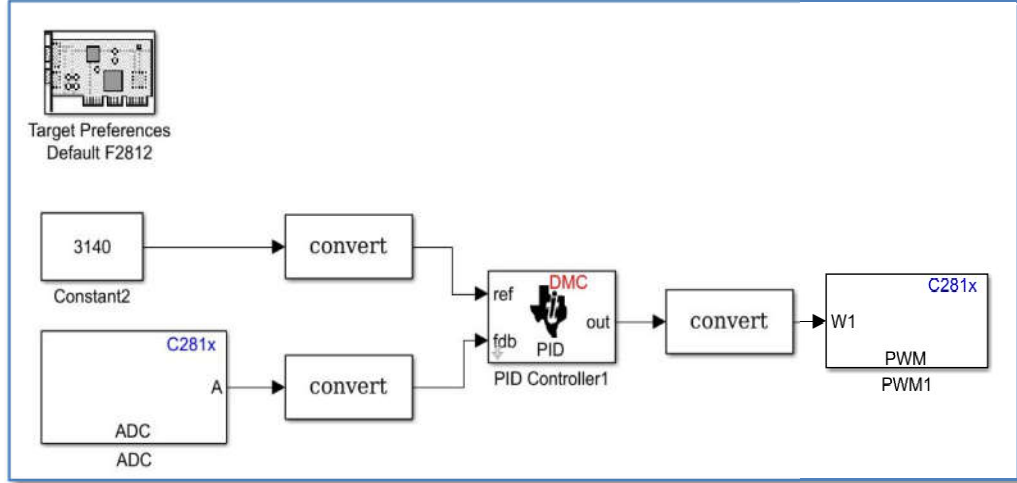 Target Preferences
Default F2812
3140
convert
Constant2
C281x
A
ADC
ADC
convert
DMC
ref
fdb
out
PID
PID Controller1
convert
C281x
W1
PWM
PWM1